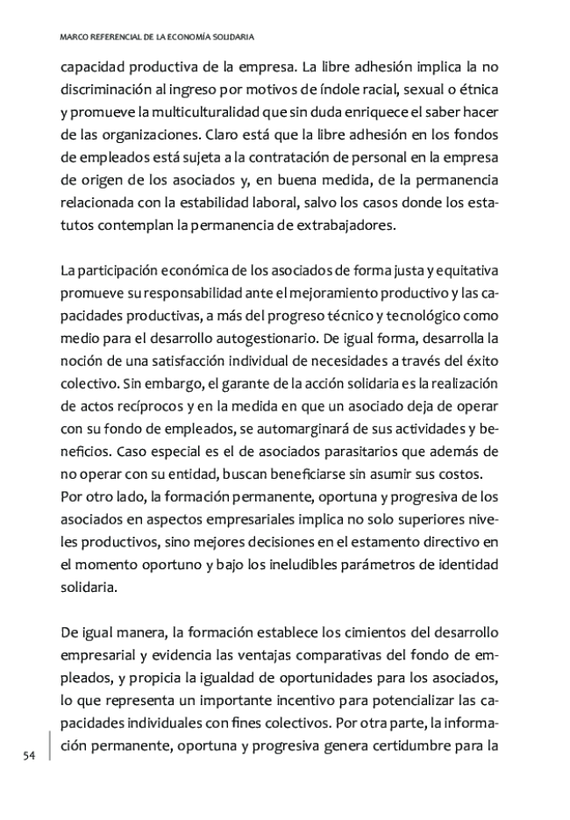 MARCO REFERENCIAL DE LA ECONOMÍA SOLIDARIA
capacidad productiva de la empresa. La libre adhesión implica la no
discriminación al ingreso por motivos de índole racial, sexual o étnica
y promueve la multiculturalidad que sin duda enriquece el saber hacer
de las organizaciones. Claro está que la libre adhesión en los fondos
de empleados está sujeta a la contratación de personal en la empresa
de origen de los asociados y, en buena medida, de la permanencia
relacionada con la estabilidad laboral, salvo los casos donde los esta-
tutos contemplan la permanencia de extrabajadores.
La participación económica de los asociados de forma justa y equitativa
promueve su responsabilidad ante el mejoramiento productivo y las ca-
pacidades productivas, a más del progreso técnico y tecnológico como
medio para el desarrollo autogestionario. De igual forma, desarrolla la
noción de una satisfacción individual de necesidades a través del éxito
colectivo. Sin embargo, el garante de la acción solidaria es la realización
de actos recíprocos y en la medida en que un asociado deja de operar
con su fondo de empleados, se automarginará de sus actividades y be-
neficios. Caso especial es el de asociados parasitarios que además de
no operar con su entidad, buscan beneficiarse sin asumir sus costos.
Por otro lado, la formación permanente, oportuna y progresiva de los
asociados en aspectos empresariales implica no solo superiores nive-
les productivos, sino mejores decisiones en el estamento directivo en
el momento oportuno y bajo los ineludibles parámetros de identidad
solidaria.
De igual manera, la formación establece los cimientos del desarrollo
empresarial y evidencia las ventajas comparativas del fondo de em-
pleados, y propicia la igualdad de oportunidades para los asociados,
lo que representa un importante incentivo para potencializar las ca-
pacidades individuales con fines colectivos. Por otra parte, la informa-
ción permanente, oportuna y progresiva genera certidumbre para la
54